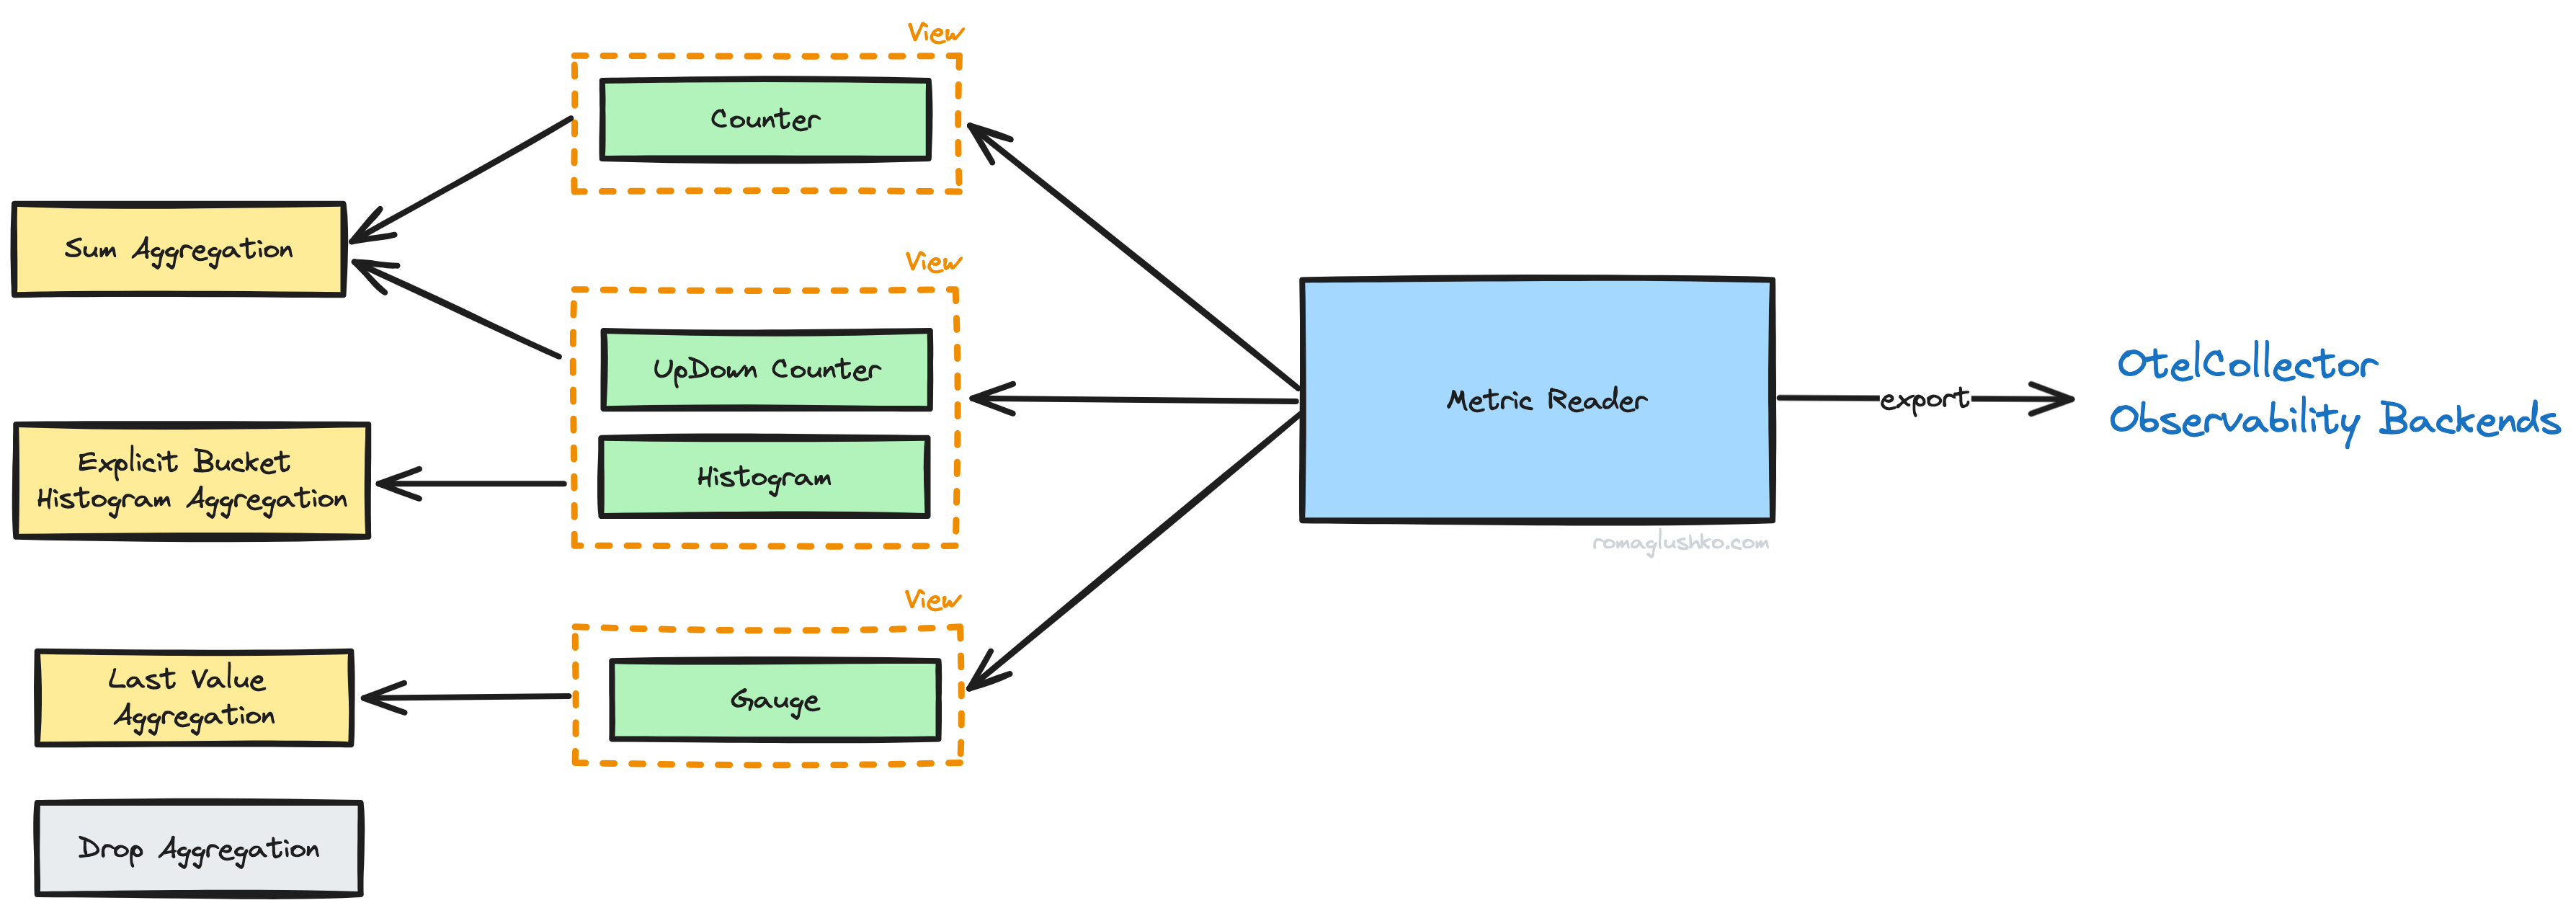 View
Counter
Sum Aggregation
View
UpDown Counter
Histogram
Explicit Bucket
Histogram Aggregation
Metric Reader
export
OtelCollector
Observability Backends
romaglushko.com
View
Gauge
Last Value
Aggregation
Drop Aggregation